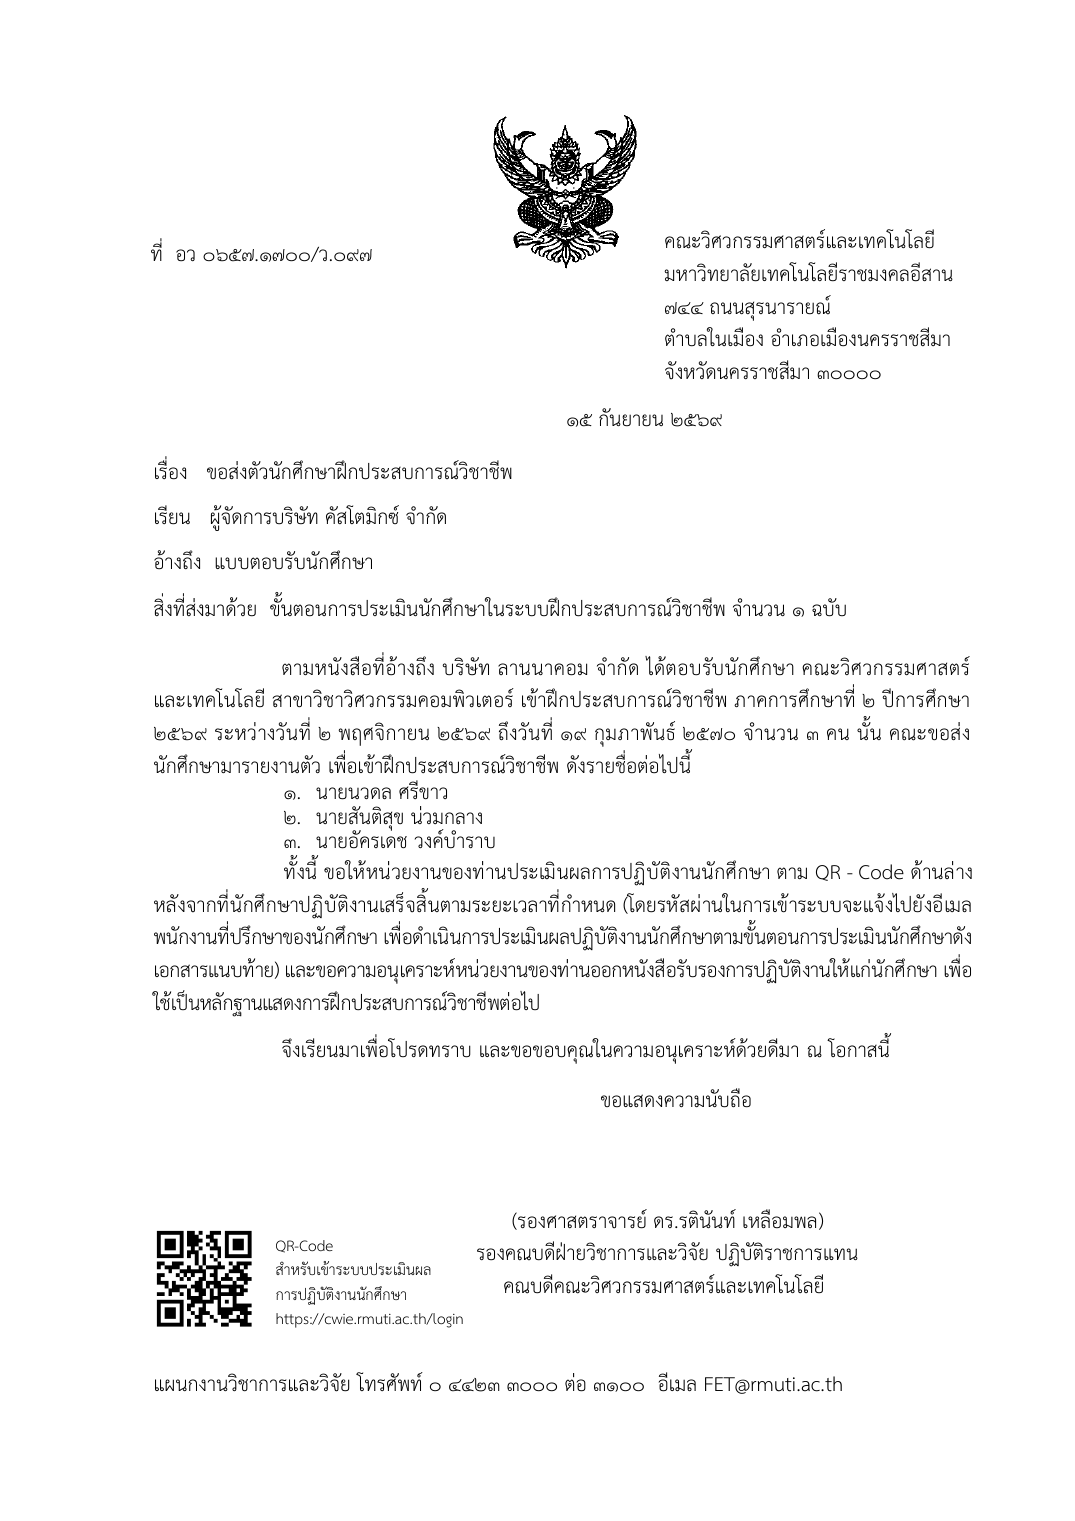 ที่ อว ๐๖๕๗.๑๗๐๐/ว.๐๙๗
คณะวิศวกรรมศาสตร์และเทคโนโลยี
มหาวิทยาลัยเทคโนโลยีราชมงคลอีสาน
๗๔๔ ถนนสุรนารายณ์
ตำบลในเมือง อำเภอเมืองนครราชสีมา
จังหวัดนครราชสีมา ๓๐๐๐๐
๑๕ กันยายน ๒๕๖๙
เรื่อง ขอส่งตัวนักศึกษาฝึกประสบการณ์วิชาชีพ
เรียน ผู้จัดการบริษัท คัสโตมิกซ์ จำกัด
อ้างถึง แบบตอบรับนักศึกษา
สิ่งที่ส่งมาด้วย ขั้นตอนการประเมินนักศึกษาในระบบฝึกประสบการณ์วิชาชีพ จำนวน ๑ ฉบับ
ตามหนังสือที่อ้างถึง บริษัท ลานนาคอม จำกัด ได้ตอบรับนักศึกษา คณะวิศวกรรมศาสตร์
และเทคโนโลยี สาขาวิชาวิศวกรรมคอมพิวเตอร์ เข้าฝึกประสบการณ์วิชาชีพ ภาคการศึกษาที่ ๒ ปีการศึกษา
๒๕๖๙ ระหว่างวันที่ ๒ พฤศจิกายน ๒๕๖๙ ถึงวันที่ ๑๙ กุมภาพันธ์ ๒๕๗๐ จำนวน ๓ คน นั้น คณะขอส่ง
นักศึกษามารายงานตัว เพื่อเข้าฝึกประสบการณ์วิชาชีพ ดังรายชื่อต่อไปนี้
๑. นายนวดล ศรีขาว
๒. นายสันติสุข น่วมกลาง
๓. นายอัครเดช วงค์บำราบ
ทั้งนี้ ขอให้หน่วยงานของท่านประเมินผลการปฏิบัติงานนักศึกษา ตาม QR - Code ด้านล่าง
หลังจากที่นักศึกษาปฏิบัติงานเสร็จสิ้นตามระยะเวลาที่กำหนด (โดยรหัสผ่านในการเข้าระบบจะแจ้งไปยังอีเมล
พนักงานที่ปรึกษาของนักศึกษา เพื่อดำเนินการประเมินผลปฏิบัติงานนักศึกษาตามขั้นตอนการประเมินนักศึกษาดัง
เอกสารแนบท้าย) และขอความอนุเคราะห์หน่วยงานของท่านออกหนังสือรับรองการปฏิบัติงานให้แก่นักศึกษา เพื่อ
ใช้เป็นหลักฐานแสดงการฝึกประสบการณ์วิชาชีพต่อไป
จึงเรียนมาเพื่อโปรดทราบ และขอขอบคุณในความอนุเคราะห์ด้วยดีมา ณ โอกาสนี้
ขอแสดงความนับถือ
(รองศาสตราจารย์ ดร.รตินันท์ เหลือมพล)
รองคณบดีฝ่ายวิชาการและวิจัย ปฏิบัติราชการแทน
คณบดีคณะวิศวกรรมศาสตร์และเทคโนโลยี
QR-Code
สำหรับเข้าระบบประเมินผล
การปฏิบัติงานนักศึกษา
https://cwie.rmuti.ac.th/login
แผนกงานวิชาการและวิจัย โทรศัพท์ ๐ ๔๔๒๓ ๓๐๐๐ ต่อ ๓๑๐๐ อีเมล FET@rmuti.ac.th